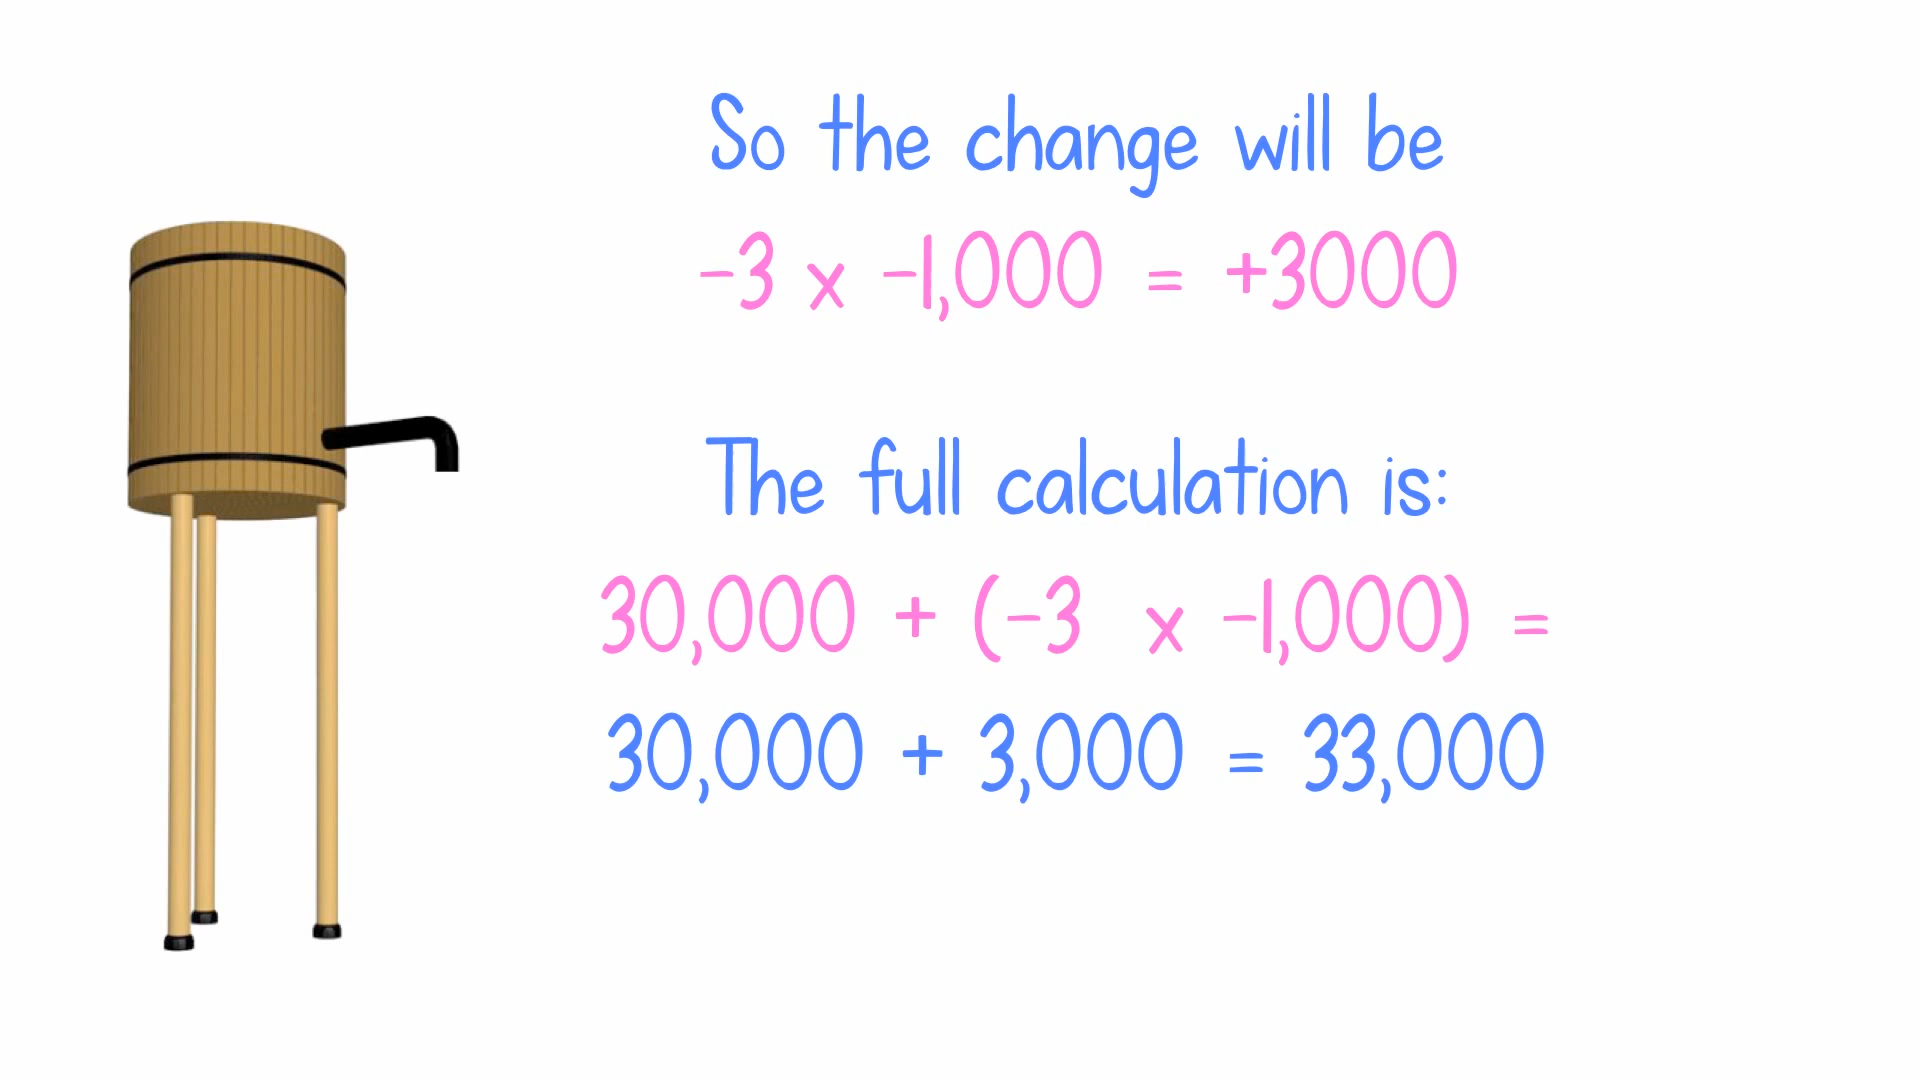 So the change will be
-3 x -1,000 = +3000
The full calculation is:
30,000 + (-3 x -1,000) =
30,000 + 3,000 = 33,000